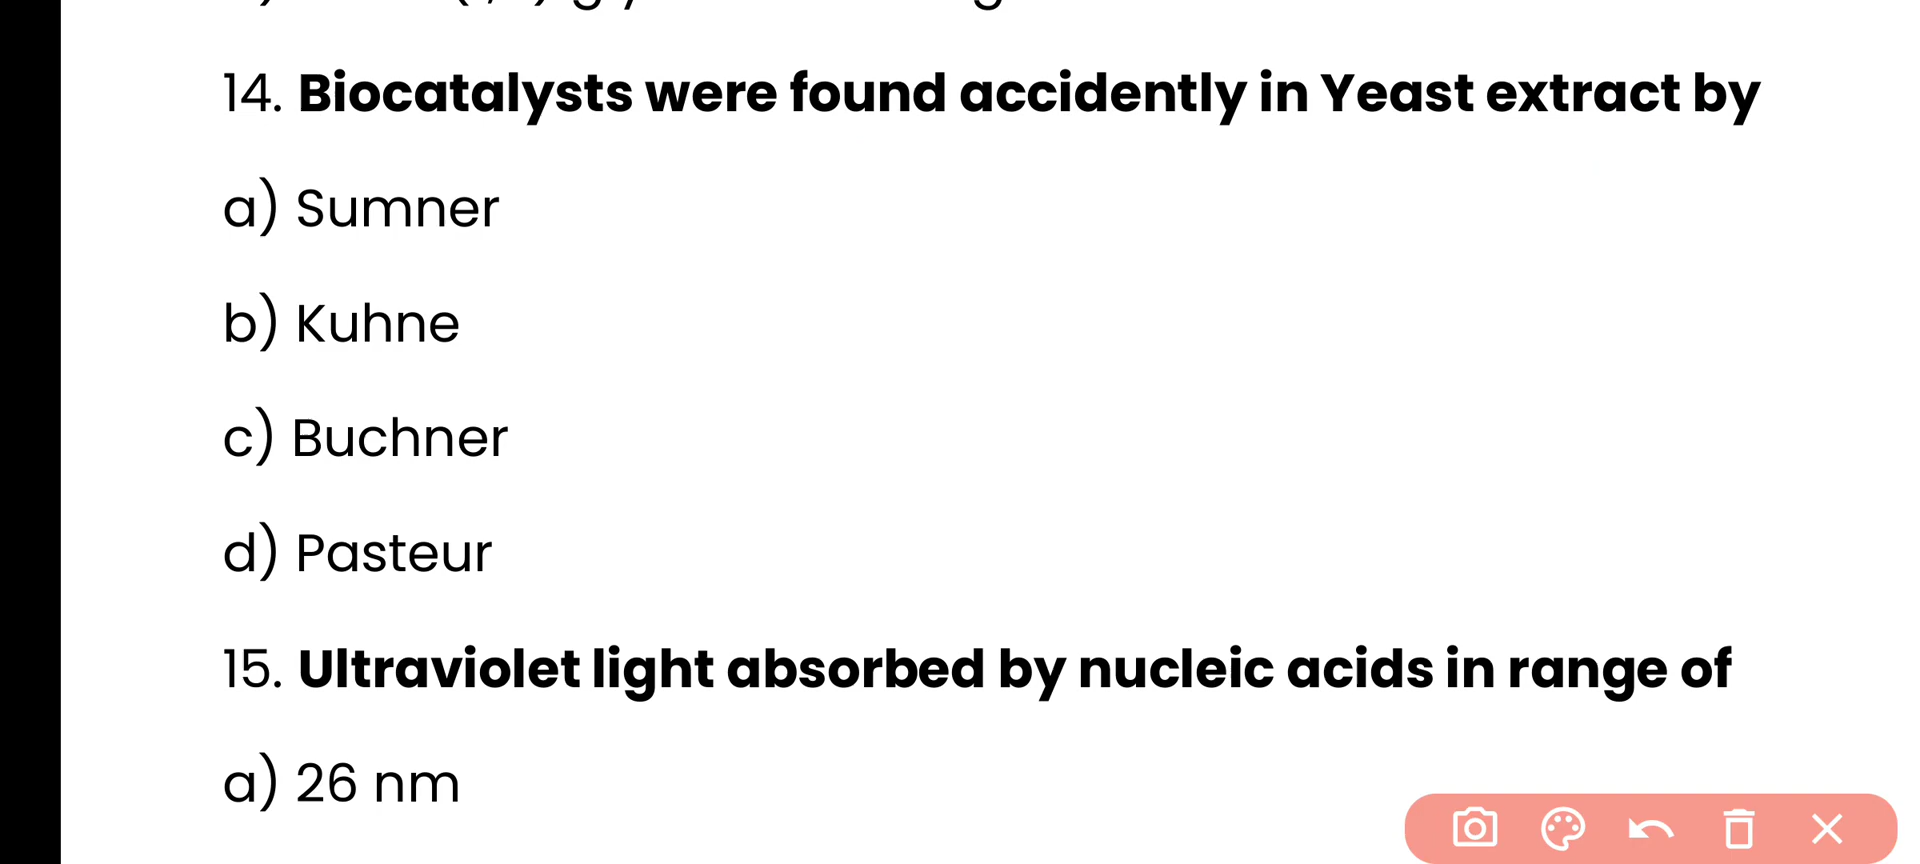 14. Biocatalysts were found accidently in Yeast extract by
a) Sumner
b) Kuhne
c) Buchner
d) Pasteur
15. Ultraviolet light absorbed by nucleic acids in range of
a) 26 nm